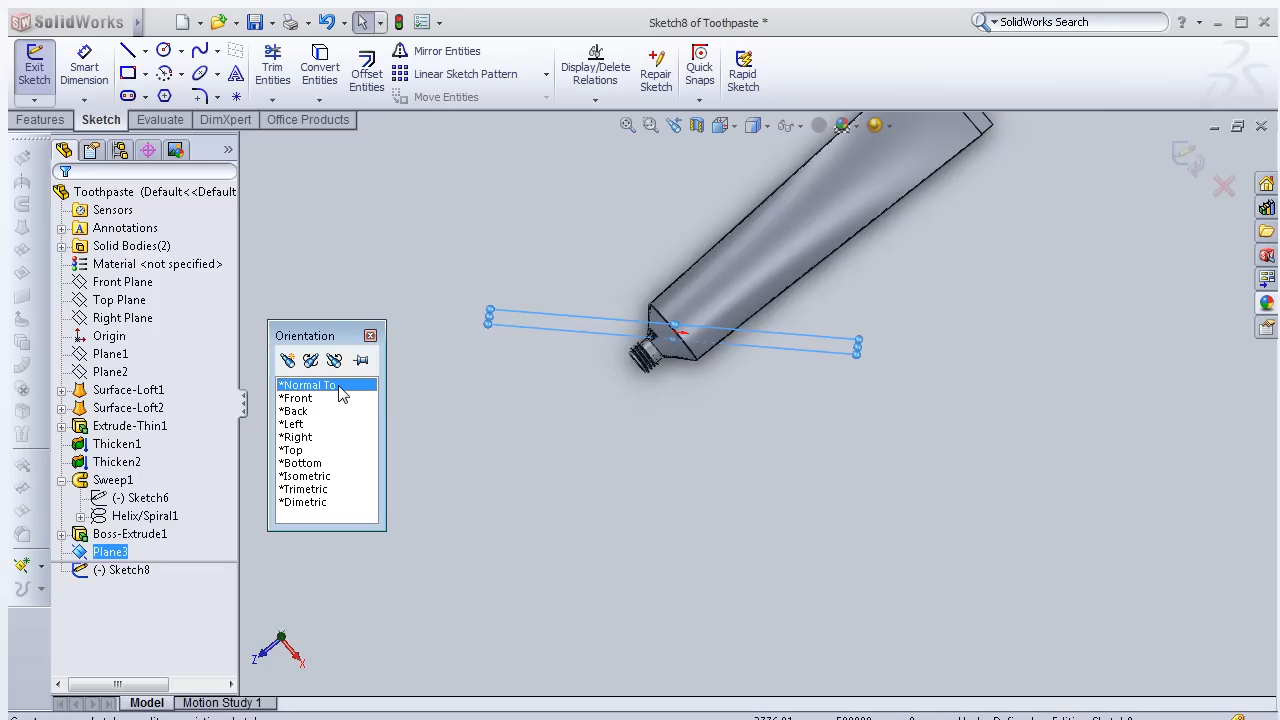 SolidWorks
Sketch8 of Toothpaste *
SolidWorks Search
Exit Sketch
Smart Dimension
Trim Entities
Convert Entities
Offset Entities
Mirror Entities
Linear Sketch Pattern
Move Entities
Display/Delete Relations
Repair Sketch
Quick Snaps
Rapid Sketch
Features
Sketch
Evaluate
DimXpert
Office Products
Toothpaste (Default<<Default
Sensors
Annotations
Solid Bodies(2)
Material <not specified>
Front Plane
Top Plane
Right Plane
Origin
Plane1
Plane2
Surface-Loft1
Surface-Loft2
Extrude-Thin1
Thicken1
Thicken2
Sweep1
(-) Sketch6
Helix/Spiral1
Boss-Extrude1
Plane3
(-) Sketch8
Orientation
*Normal To
*Front
*Back
*Left
*Right
*Top
*Bottom
*Isometric
*Trimetric
*Dimetric
Z
X
Model
Motion Study 1